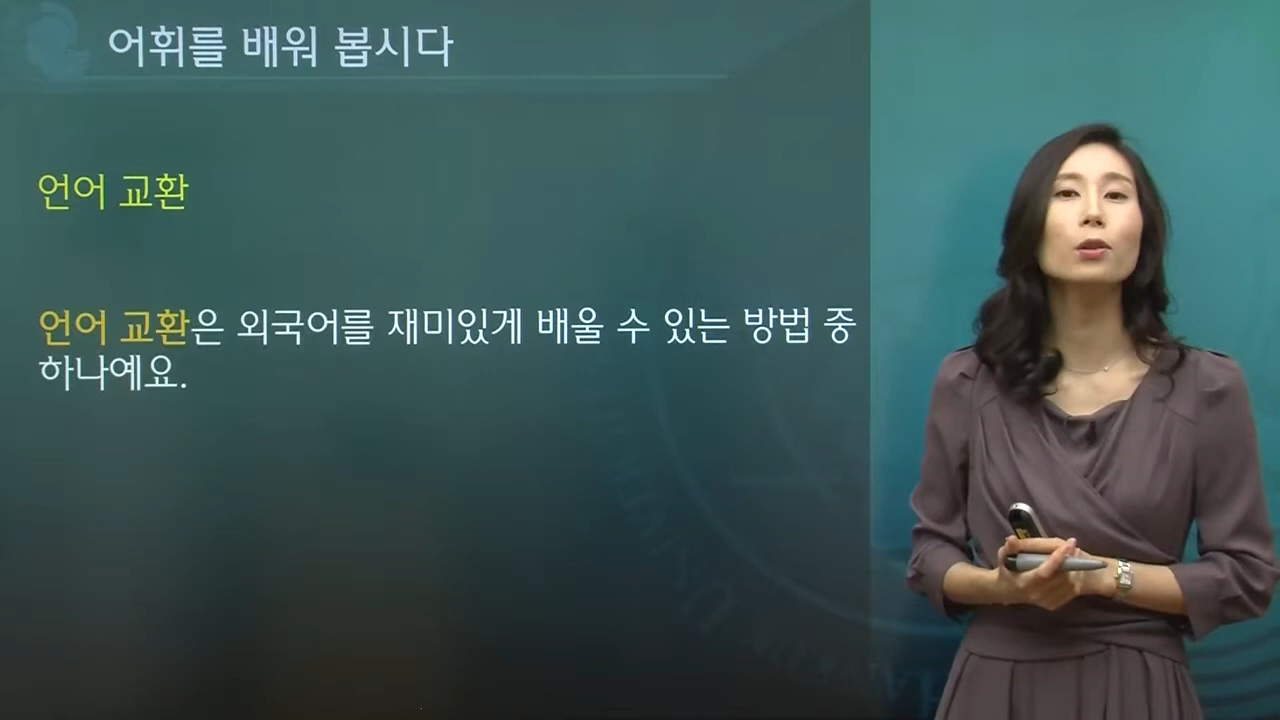 어휘를 배워 봅시다
언어 교환
언어 교환은 외국어를 재미있게 배울 수 있는 방법 중
하나예요.